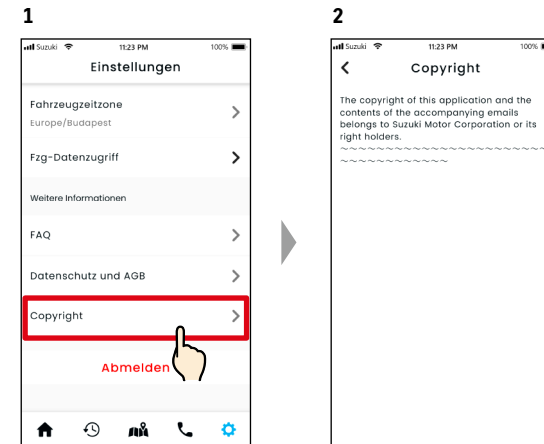 1
Suzuki 11:23 PM 100%
Einstellungen
Fahrzeugzeitzone
Europe/Budapest
Fzg-Datenzugriff
Weitere Informationen
FAQ
Datenschutz und AGB
Copyright
Abmelden
2
Suzuki 11:23 PM 100%
Copyright
The copyright of this application and the
contents of the accompanying emails
belongs to Suzuki Motor Corporation or its
right holders.
~~~~~~~~~~~~~~~~~~~~~~~
~~~~~~~~~~~~